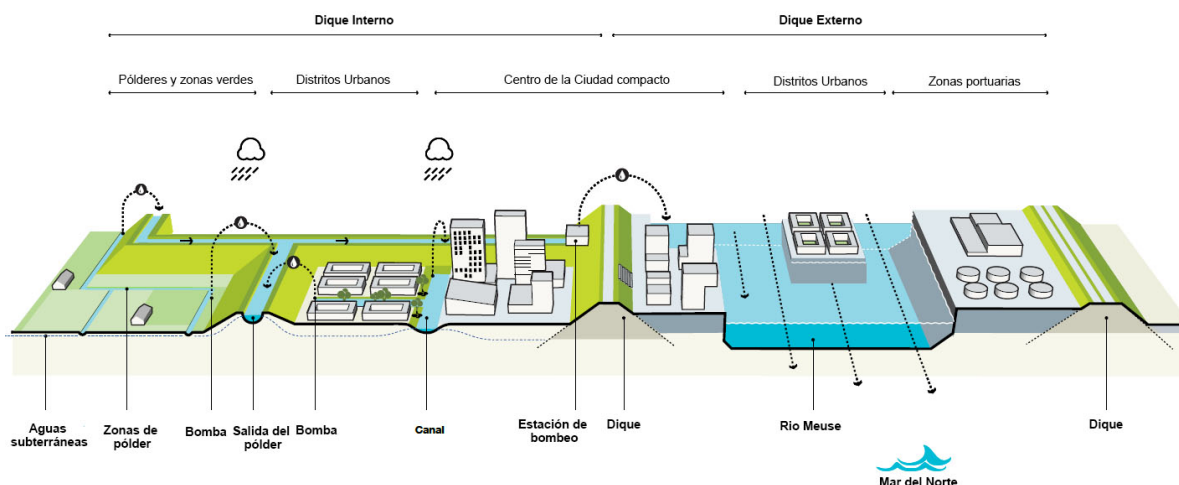 Dique Interno
Dique Externo
Pólderes y zonas verdes
Distritos Urbanos
Centro de la Ciudad compacto
Distritos Urbanos
Zonas portuarias
Aguas
subterráneas
Zonas de
pólder
Bomba
Salida del
pólder
Bomba
Canal
Estación de
bombeo
Dique
Rio Meuse
Dique
Mar del Norte